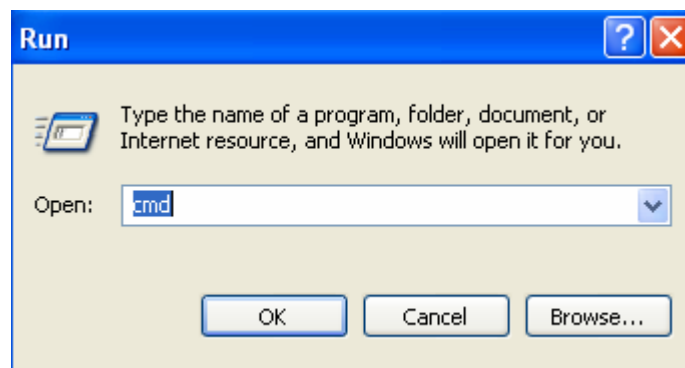 Run
Type the name of a program, folder, document, or
Internet resource, and Windows will open it for you.
Open: cmd
OK Cancel Browse...